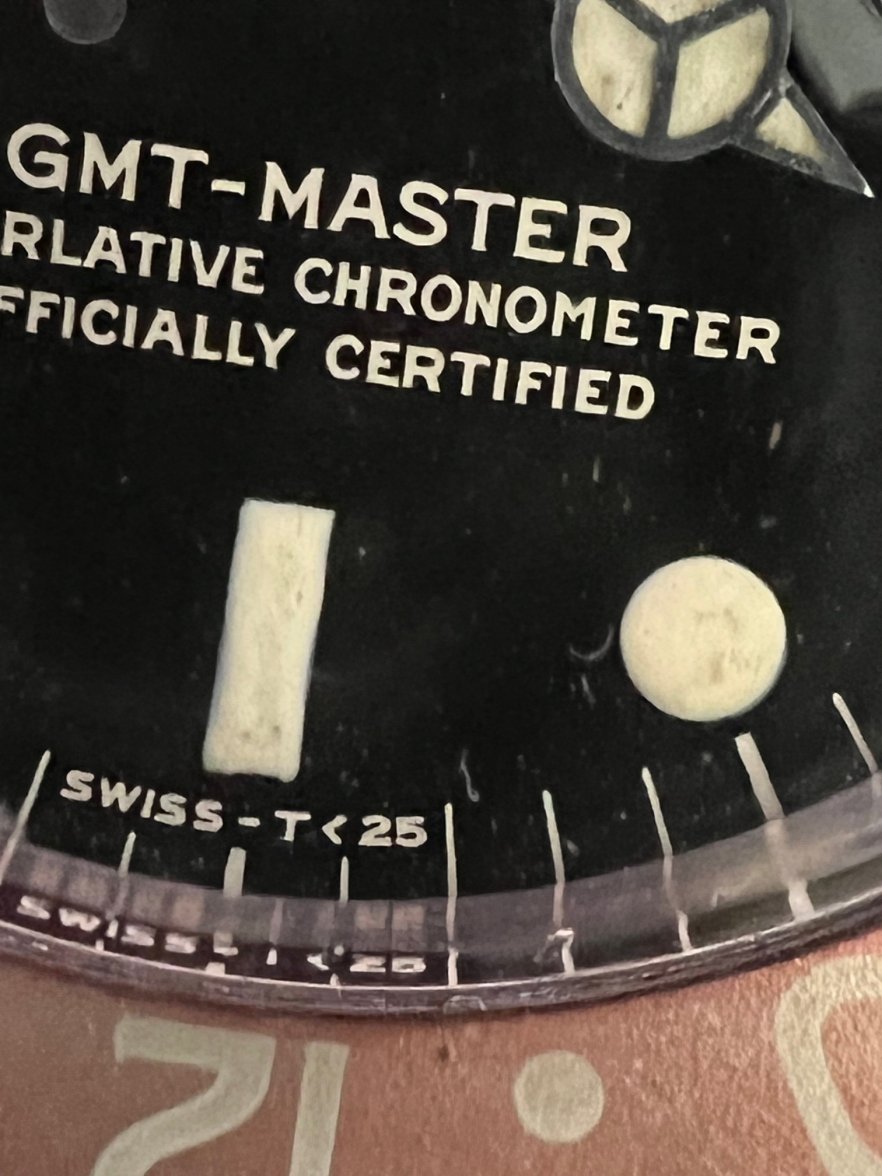 GMT-MASTER
RLATIVE CHRONOMETER
FFICIALLY CERTIFIED
SWISS-T<25